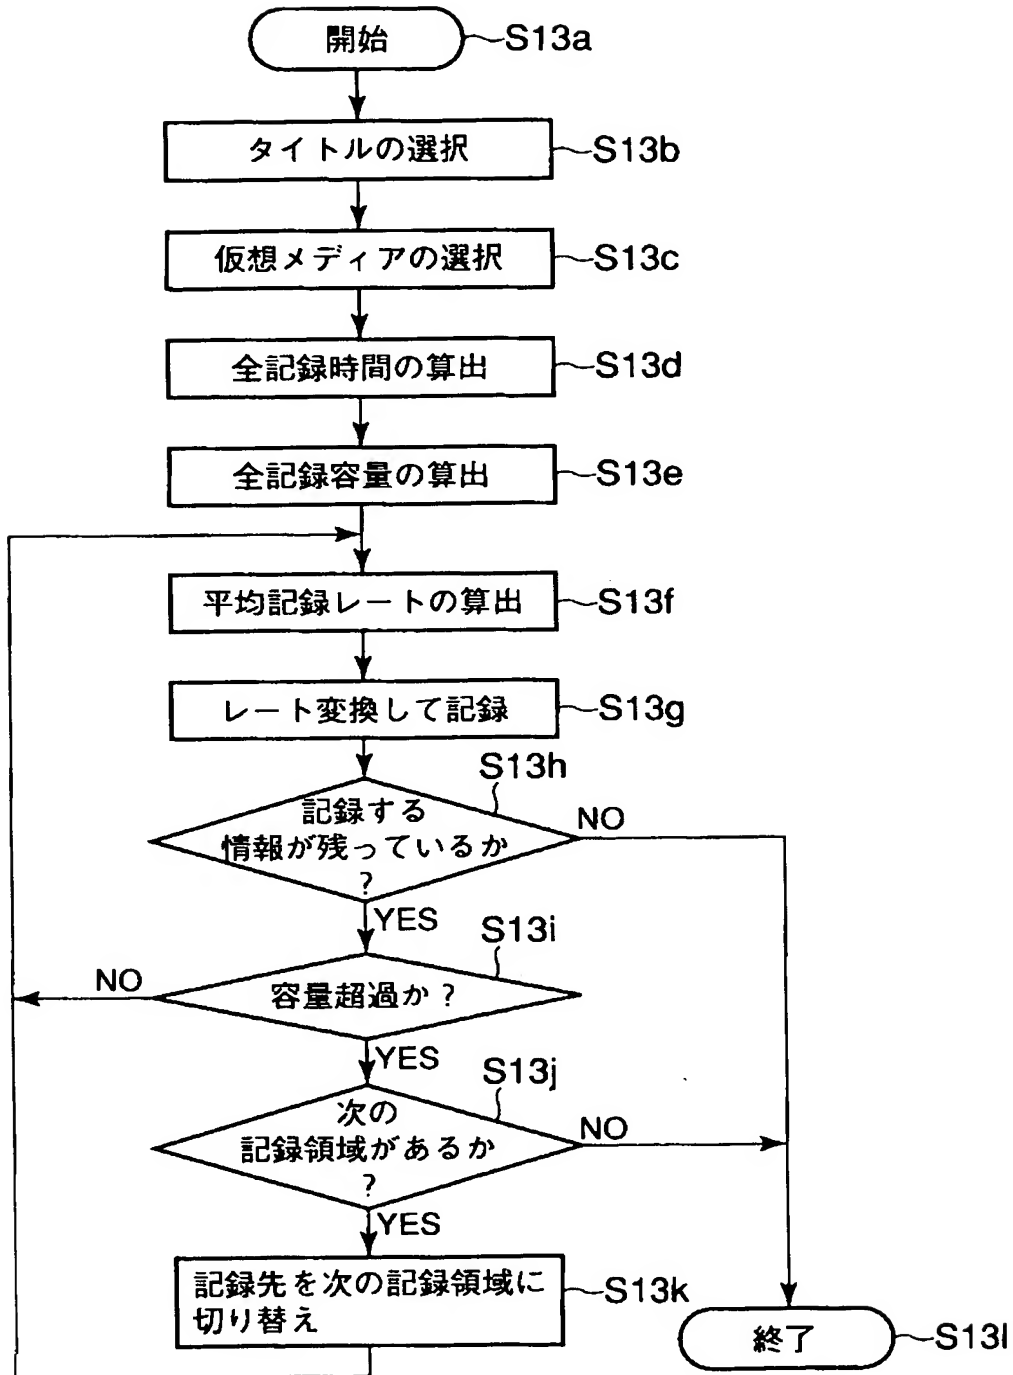 開始
S13a
タイトルの選択
S13b
仮想メディアの選択
S13c
全記録時間の算出
S13d
全記録容量の算出
S13e
平均記録レートの算出
S13f
レート変換して記録
S13g
S13h
記録する
情報が残っているか
?
NO
YES
S13i
容量超過か?
NO
YES
S13j
次の
記録領域があるか
?
NO
YES
記録先を次の記録領域に
切り替え
S13k
終了
S13l